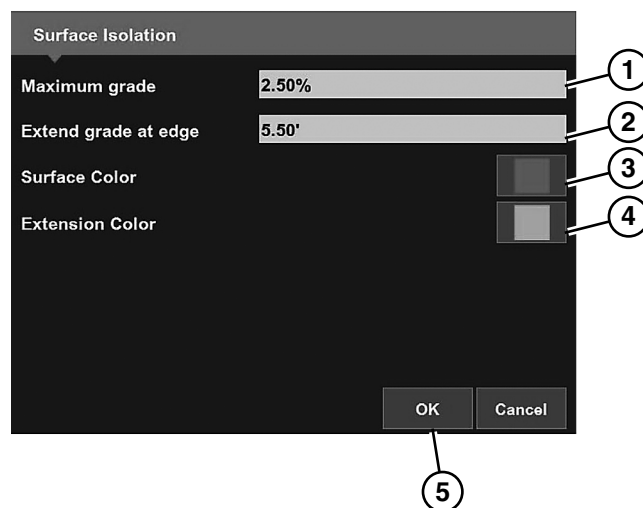 Surface Isolation
Maximum grade 2.50% 1
Extend grade at edge 5.50' 2
Surface Color 3
Extension Color 4
OK Cancel
5